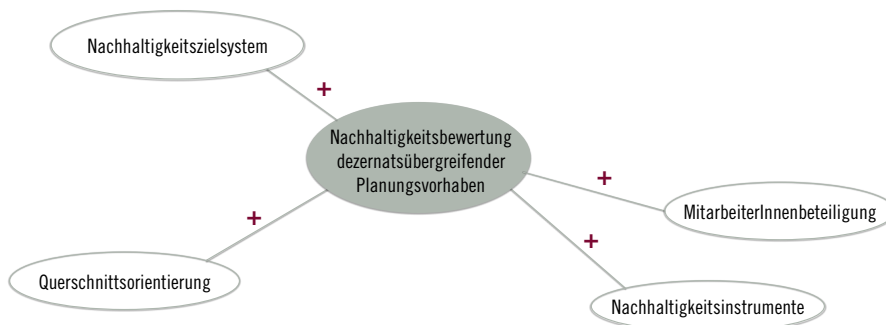 Nachhaltigkeitszielsystem
+
Nachhaltigkeitsbewertung
dezernatsübergreifender
Planungsvorhaben
+
+
MitarbeiterInnenbeteiligung
+
Querschnittsorientierung
Nachhaltigkeitsinstrumente